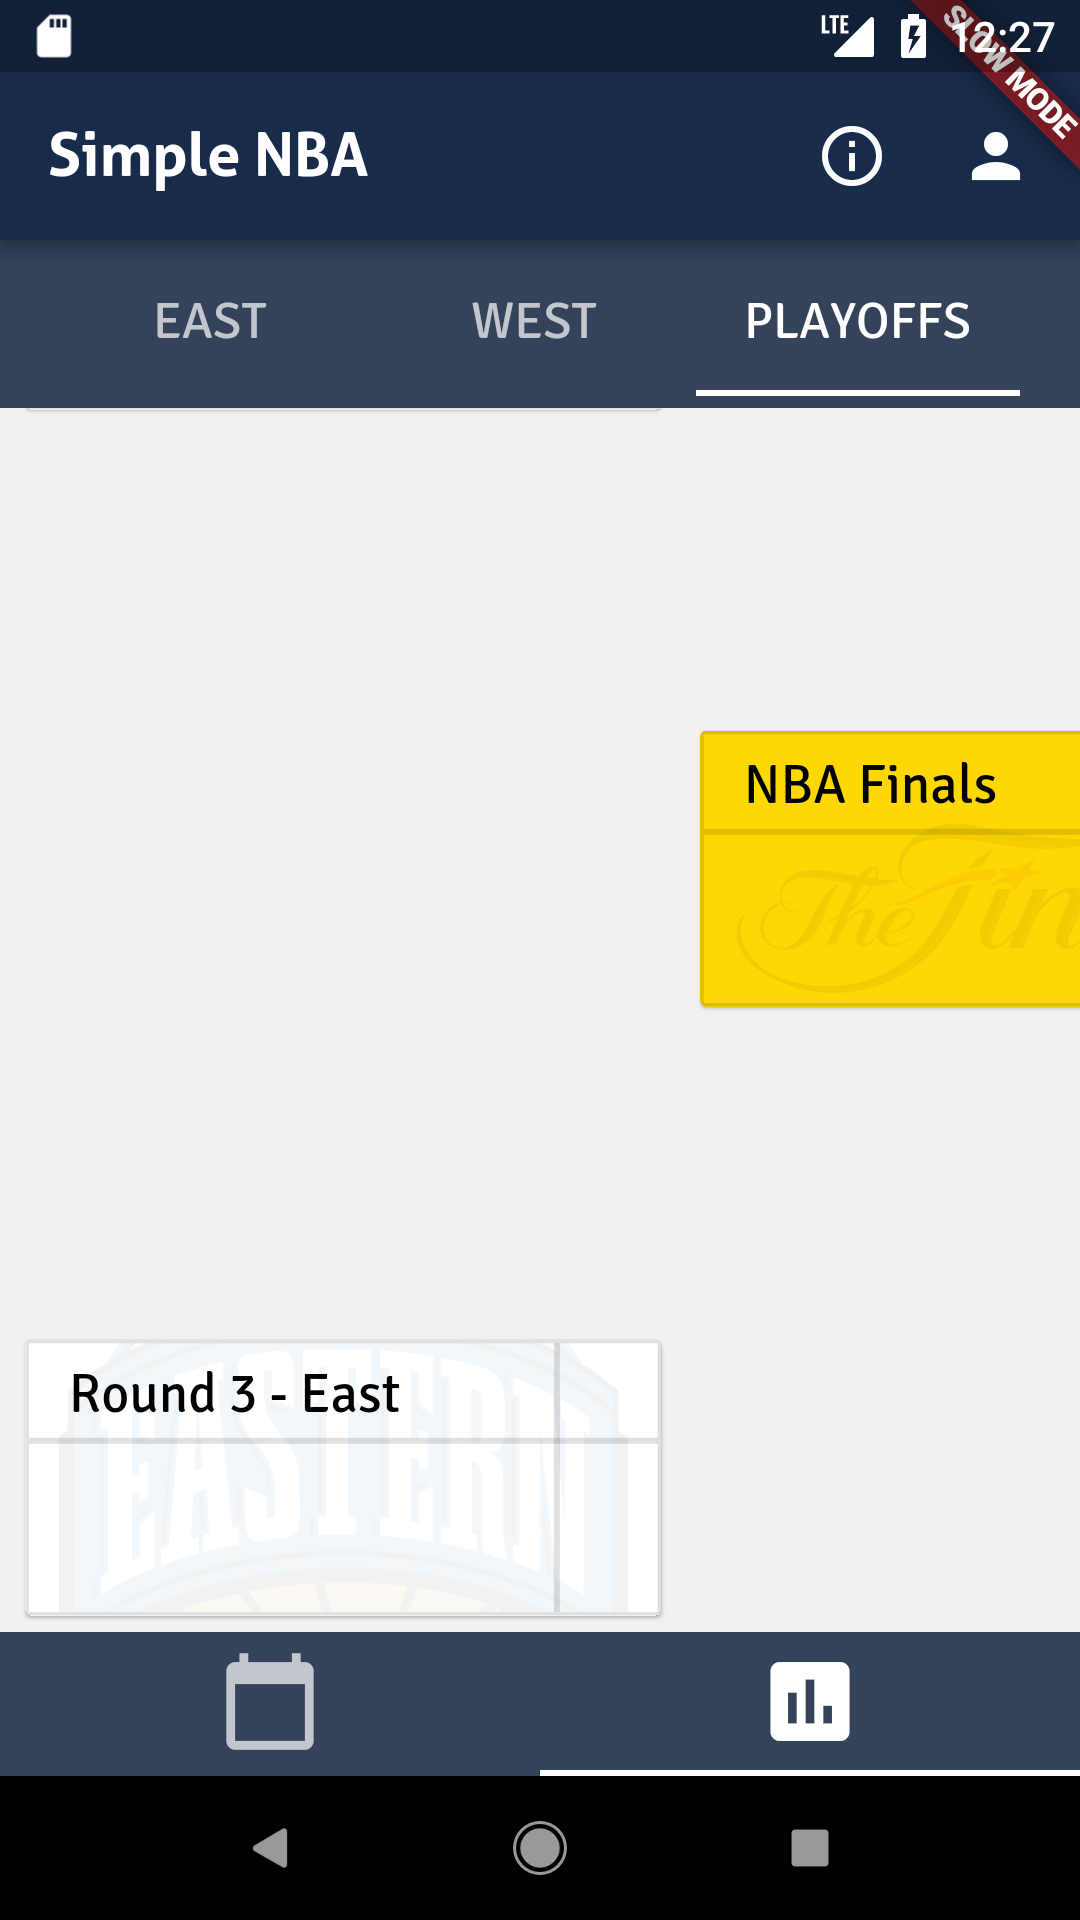 LTE
12:27
SLOW MODE
Simple NBA
EAST
WEST
PLAYOFFS
NBA Finals
The Fin
Round 3 - East
EASTERN